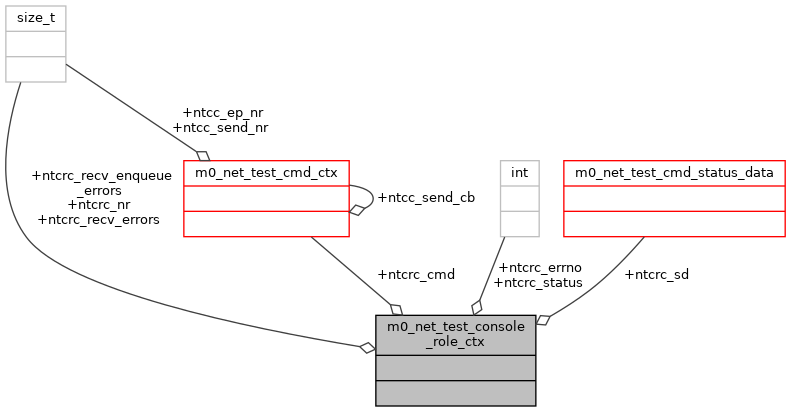 size_t
+ntcc_ep_nr
+ntcc_send_nr
m0_net_test_cmd_ctx
int
m0_net_test_cmd_status_data
+ntcrc_recv_enqueue
_errors
+ntcrc_nr
+ntcrc_recv_errors
+ntcc_send_cb
+ntcrc_cmd
+ntcrc_errno
+ntcrc_status
+ntcrc_sd
m0_net_test_console
_role_ctx